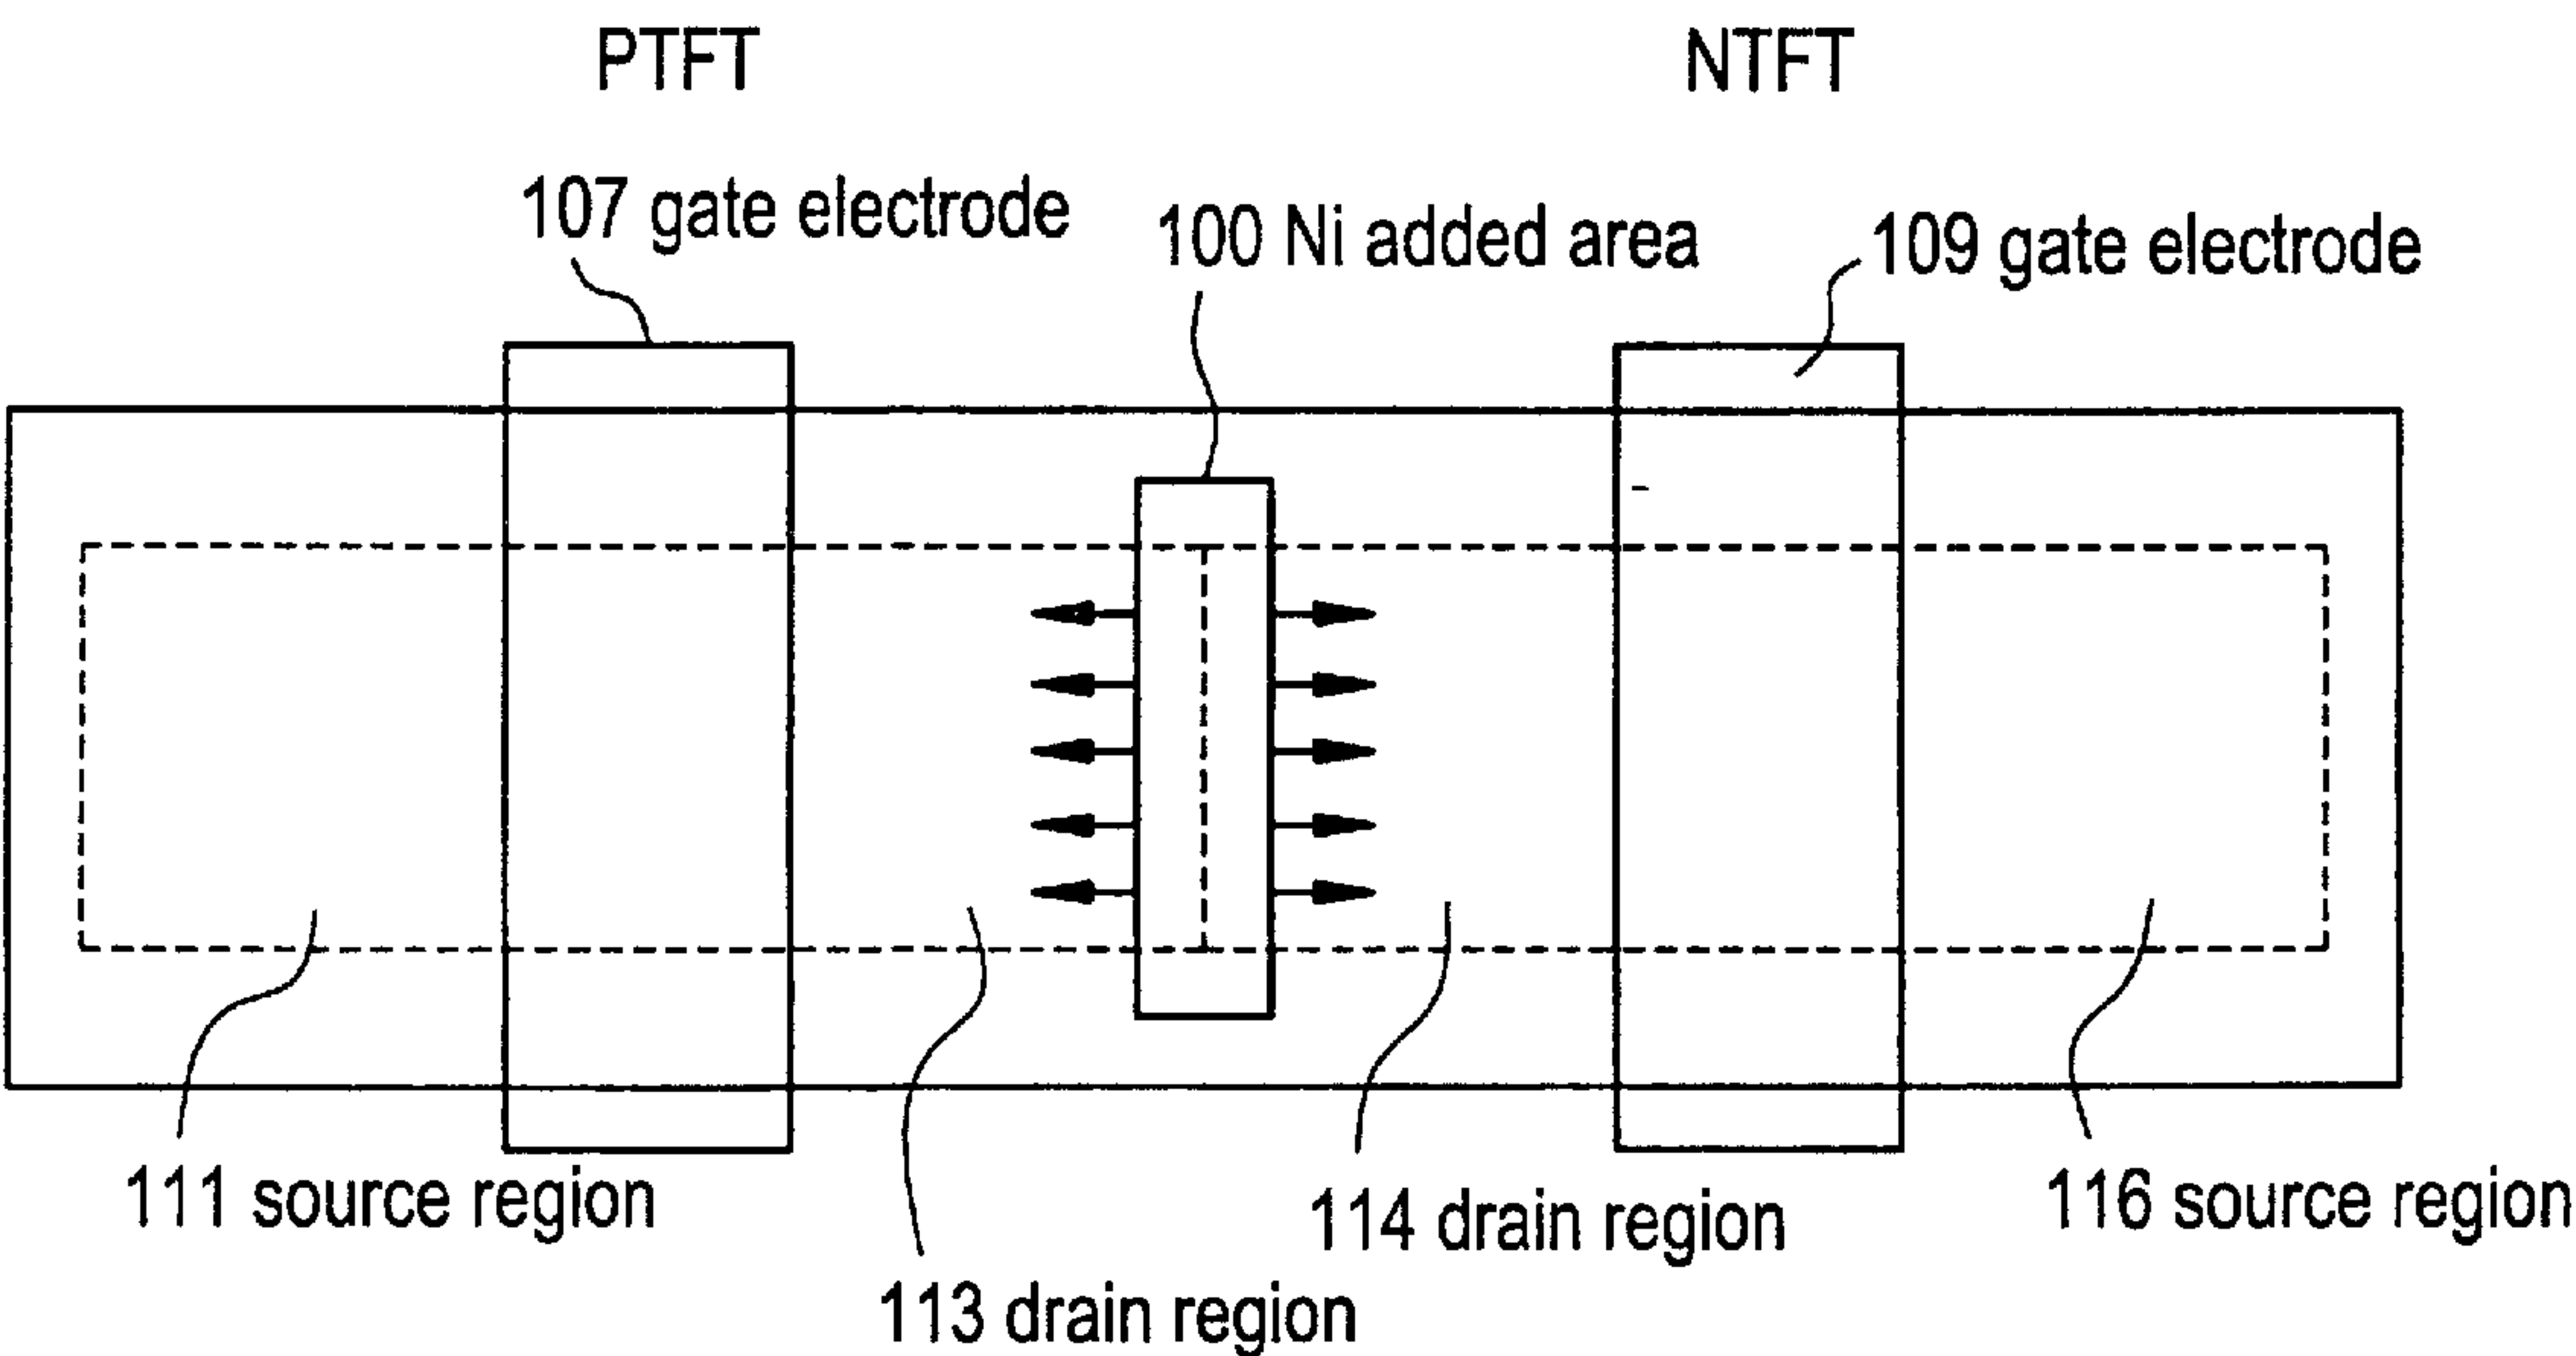 PTFT
NTFT
107 gate electrode
100 Ni added area
109 gate electrode
111 source region
113 drain region
114 drain region
116 source region